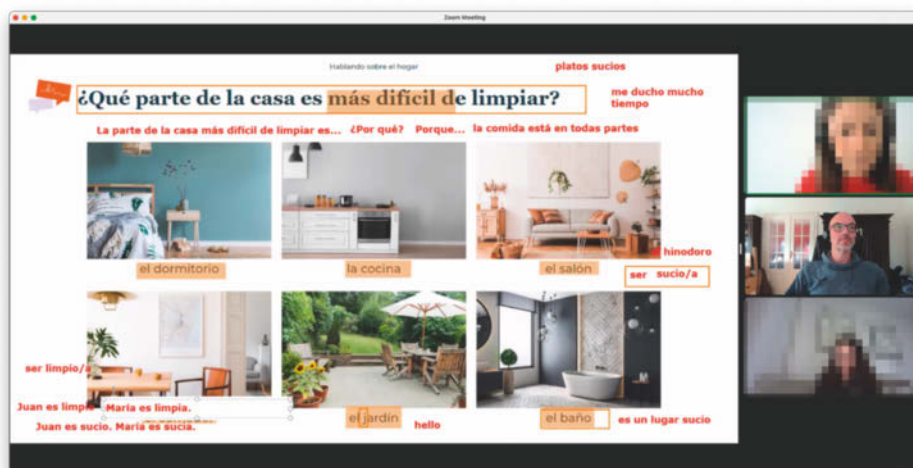 Zoom Meeting
Hablando sobre el hogar
platos sucios
¿Qué parte de la casa es más difícil de limpiar?
me ducho mucho
tiempo
La parte de la casa más difícil de limpiar es... ¿Por qué? Porque... la comida está en todas partes
hinodoro
el dormitorio
la cocina
el salón
ser sucio/a
ser limpio/a
Juan es limpio
María es limpia.
Juan es sucio. María es sucia.
el jardín
hello
el baño
es un lugar sucio